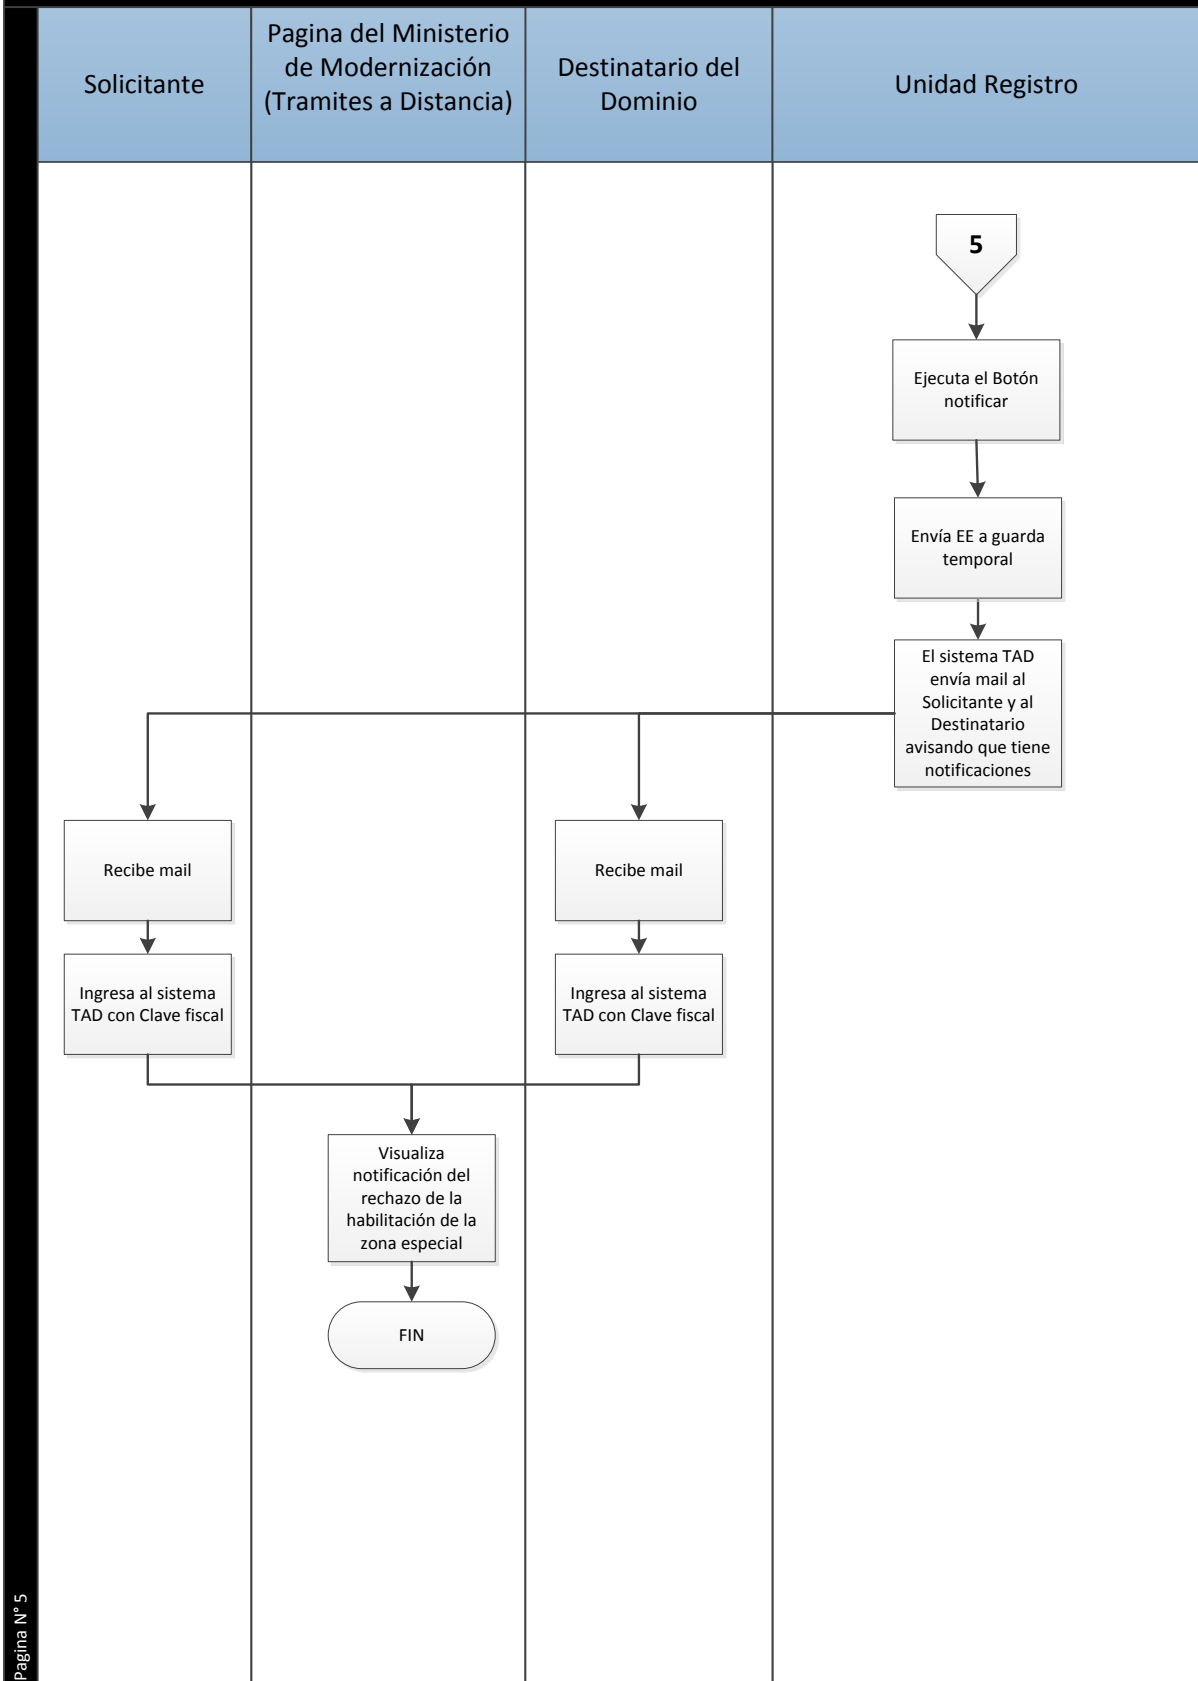 Solicitante
Pagina del Ministerio
de Modernización
(Tramites a Distancia)
Destinatario del
Dominio
Unidad Registro
5
Ejecuta el Botón
notificar
Envía EE a guarda
temporal
El sistema TAD
envía mail al
Solicitante y al
Destinatario
avisando que tiene
notificaciones
Recibe mail
Recibe mail
Ingresa al sistema
TAD con Clave fiscal
Ingresa al sistema
TAD con Clave fiscal
Visualiza
notificación del
rechazo de la
habilitación de la
zona especial
FIN
Pagina N° 5